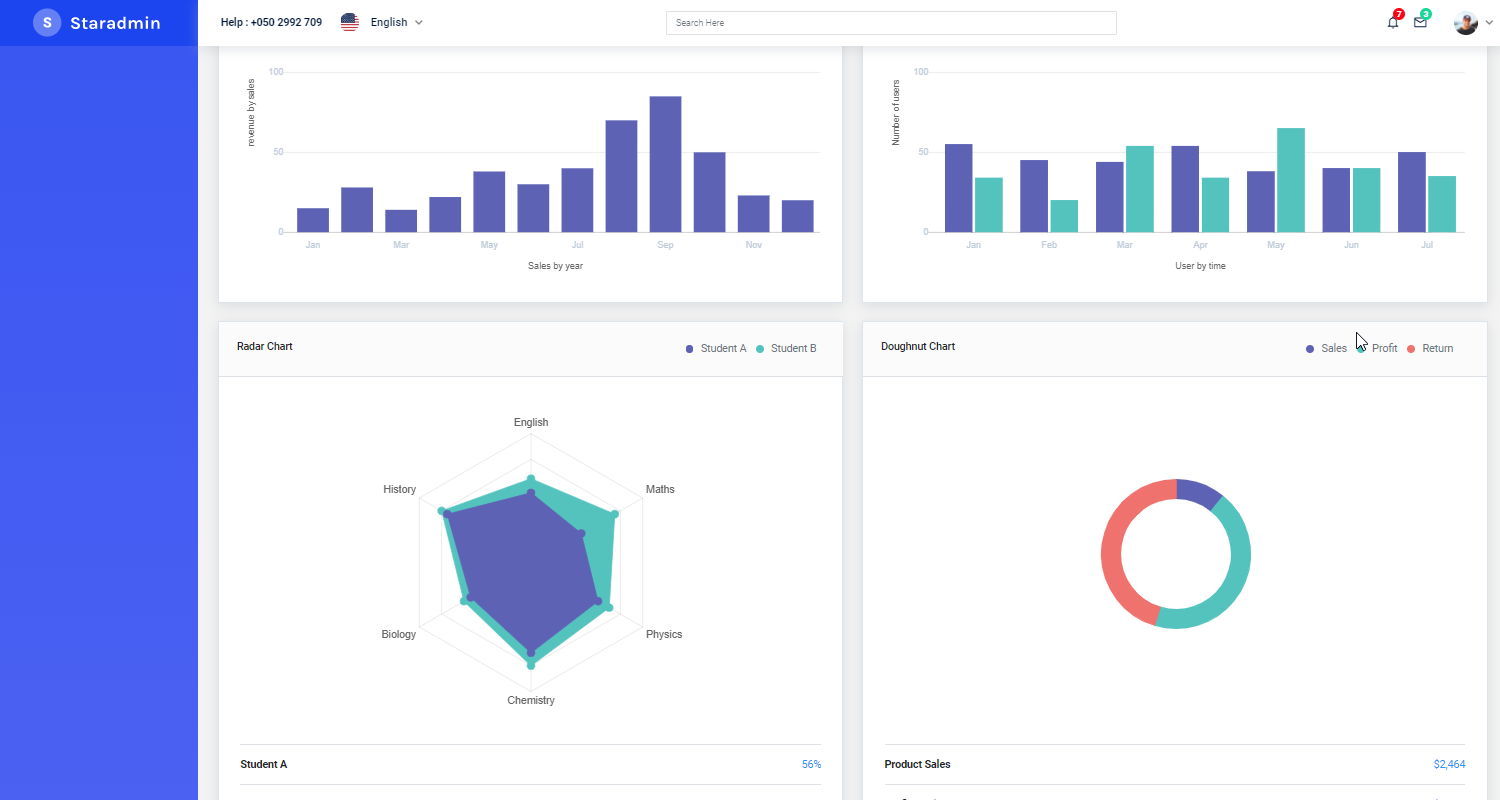 S Staradmin
Help : +050 2992 709
English
Search Here
7
3
revenue by sales
100
50
0
Jan Mar May Jul Sep Nov
Sales by year
Number of users
100
50
0
Jan Feb Mar Apr May Jun Jul
User by time
Radar Chart
Student A Student B
English
History
Maths
Biology
Physics
Chemistry
Student A 56%
Doughnut Chart
Sales Profit Return
Product Sales $2,464